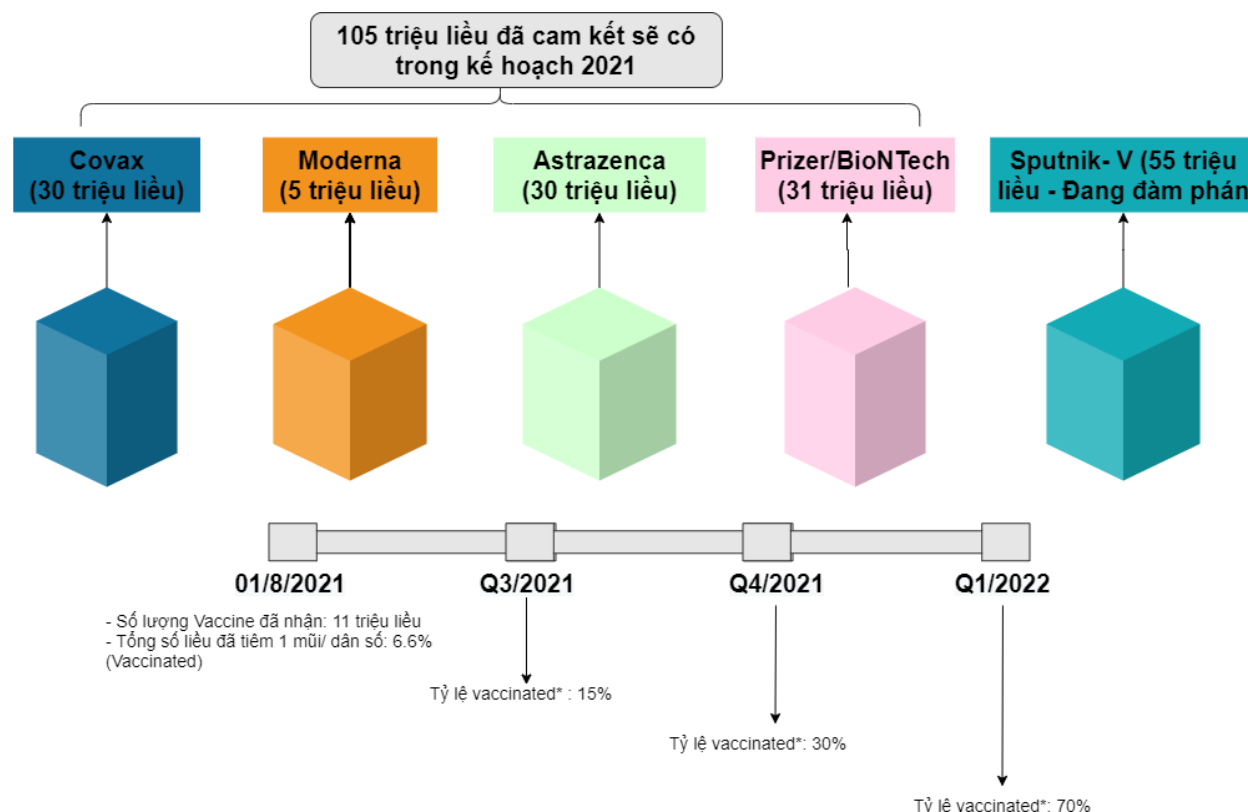 105 triệu liều đã cam kết sẽ có
trong kế hoạch 2021
Covax
(30 triệu liều)
Moderna
(5 triệu liều)
Astrazenca
(30 triệu liều)
Prizer/BioNTech
(31 triệu liều)
Sputnik- V (55 triệu
liều - Đang đàm phán
01/8/2021
Q3/2021
Q4/2021
Q1/2022
- Số lượng Vaccine đã nhận: 11 triệu liều
- Tổng số liều đã tiêm 1 mũi/ dân số: 6.6%
(Vaccinated)
Tỷ lệ vaccinated* : 15%
Tỷ lệ vaccinated*: 30%
Tỷ lệ vaccinated*: 70%